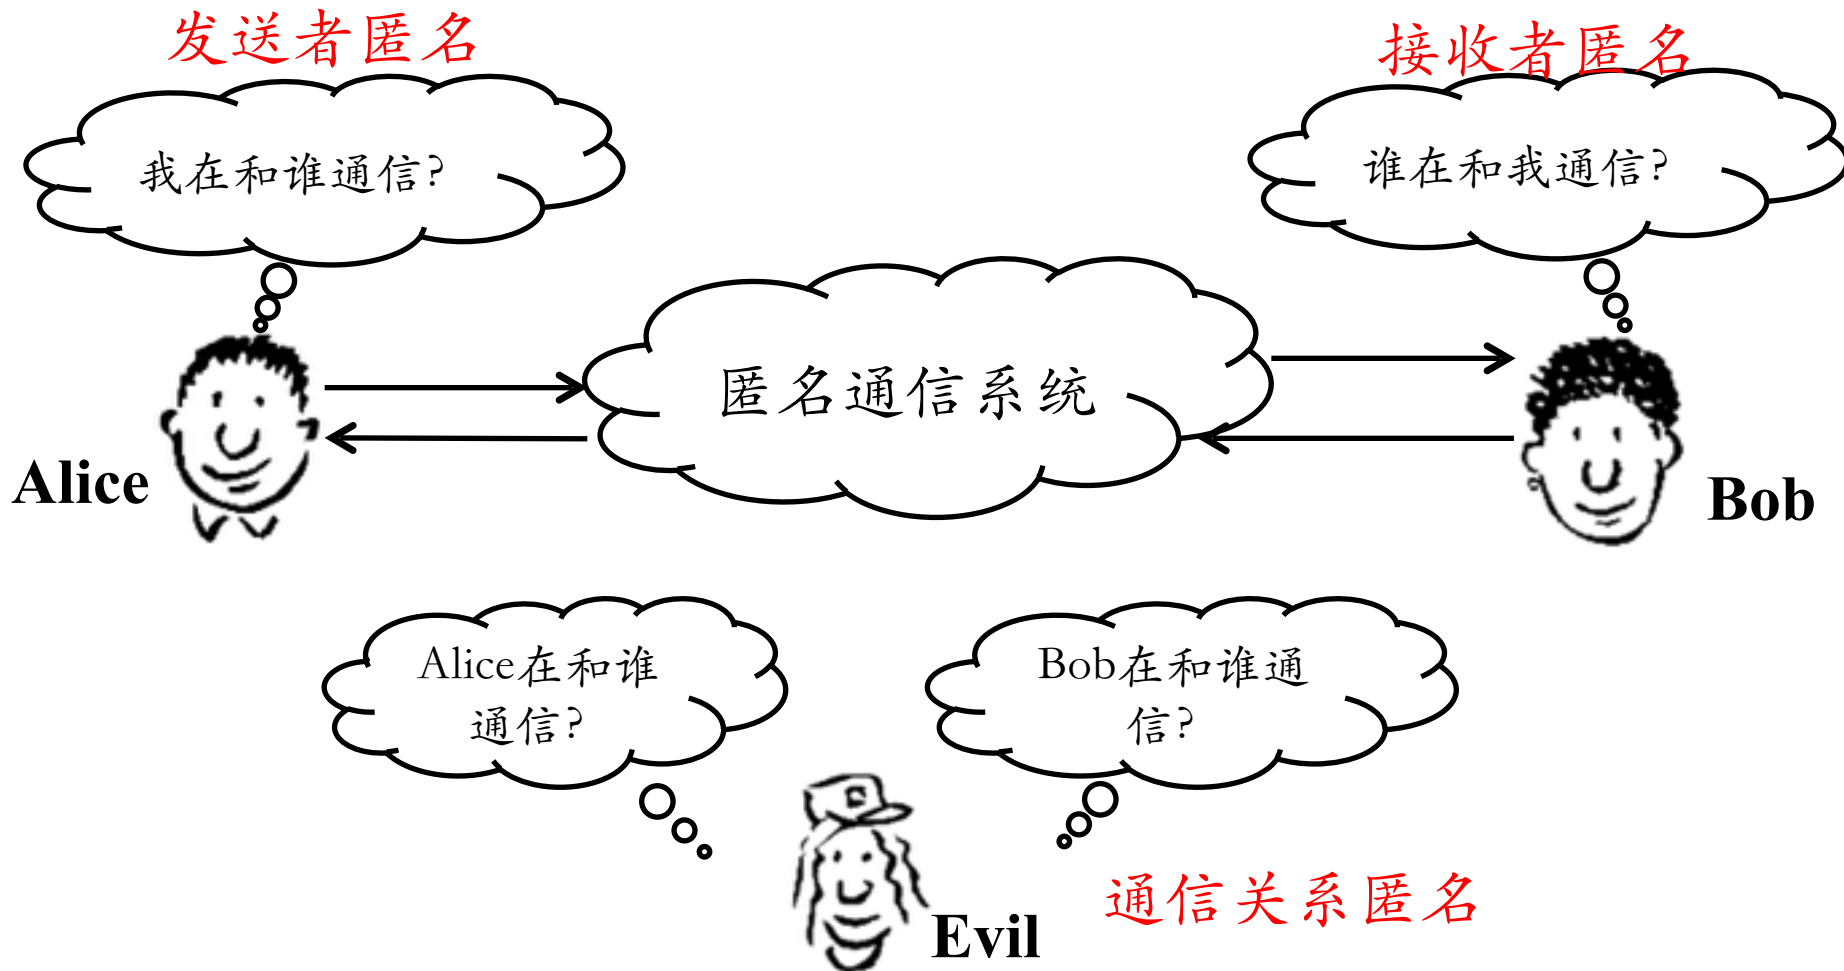 发送者匿名
接收者匿名
我在和谁通信?
谁在和我通信?
匿名通信系统
Alice
Bob
Alice在和谁
通信?
Bob在和谁通
信?
通信关系匿名
Evil